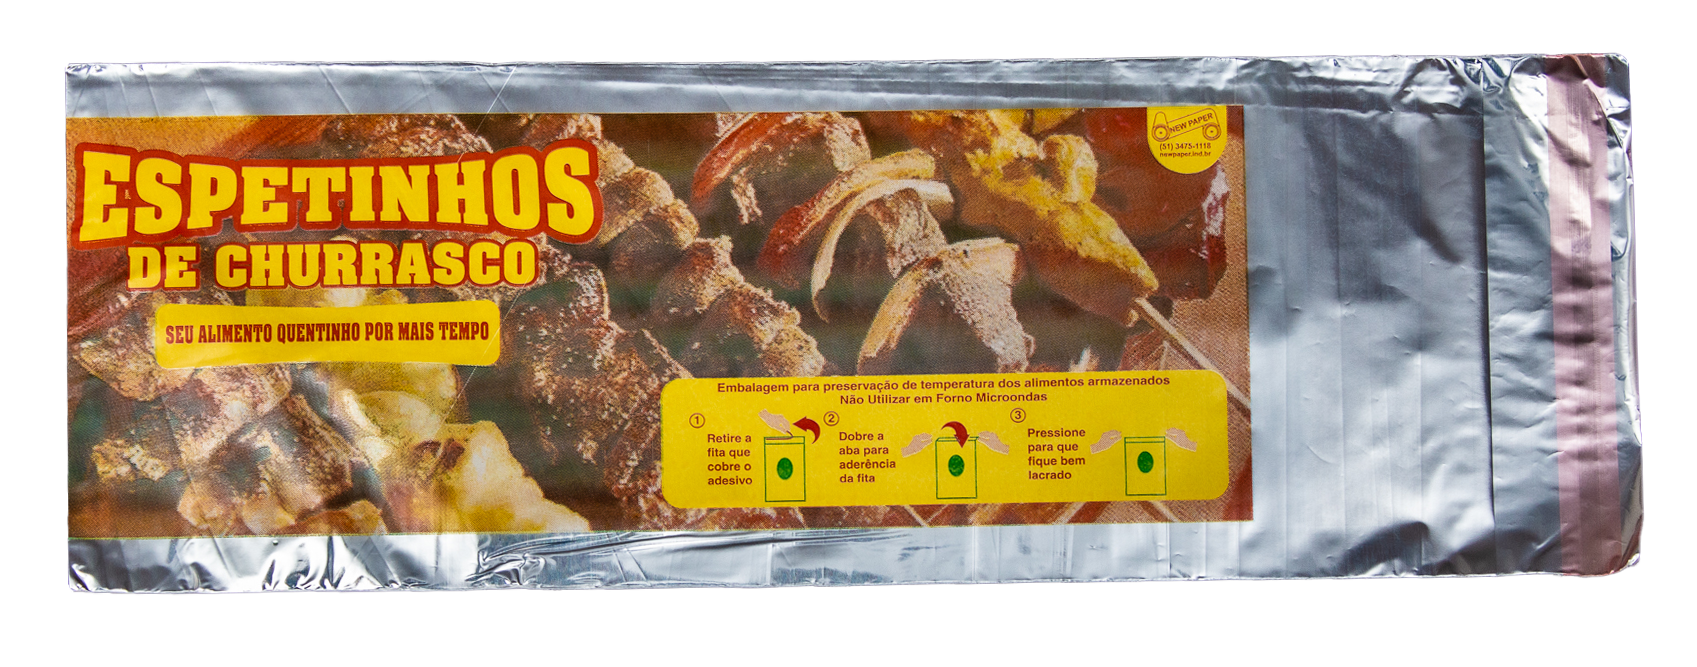 ESPETINHOS
DE CHURRASCO
SEU ALIMENTO QUENTINHO POR MAIS TEMPO
NEW PAPER
(51) 3475-1118
newpaper.ind.br
Embalagem para preservação de temperatura dos alimentos armazenados
Não Utilizar em Forno Microondas
1
Retire a
fita que
cobre o
adesivo
2
Dobre a
aba para
aderência
da fita
3
Pressione
para que
fique bem
lacrado